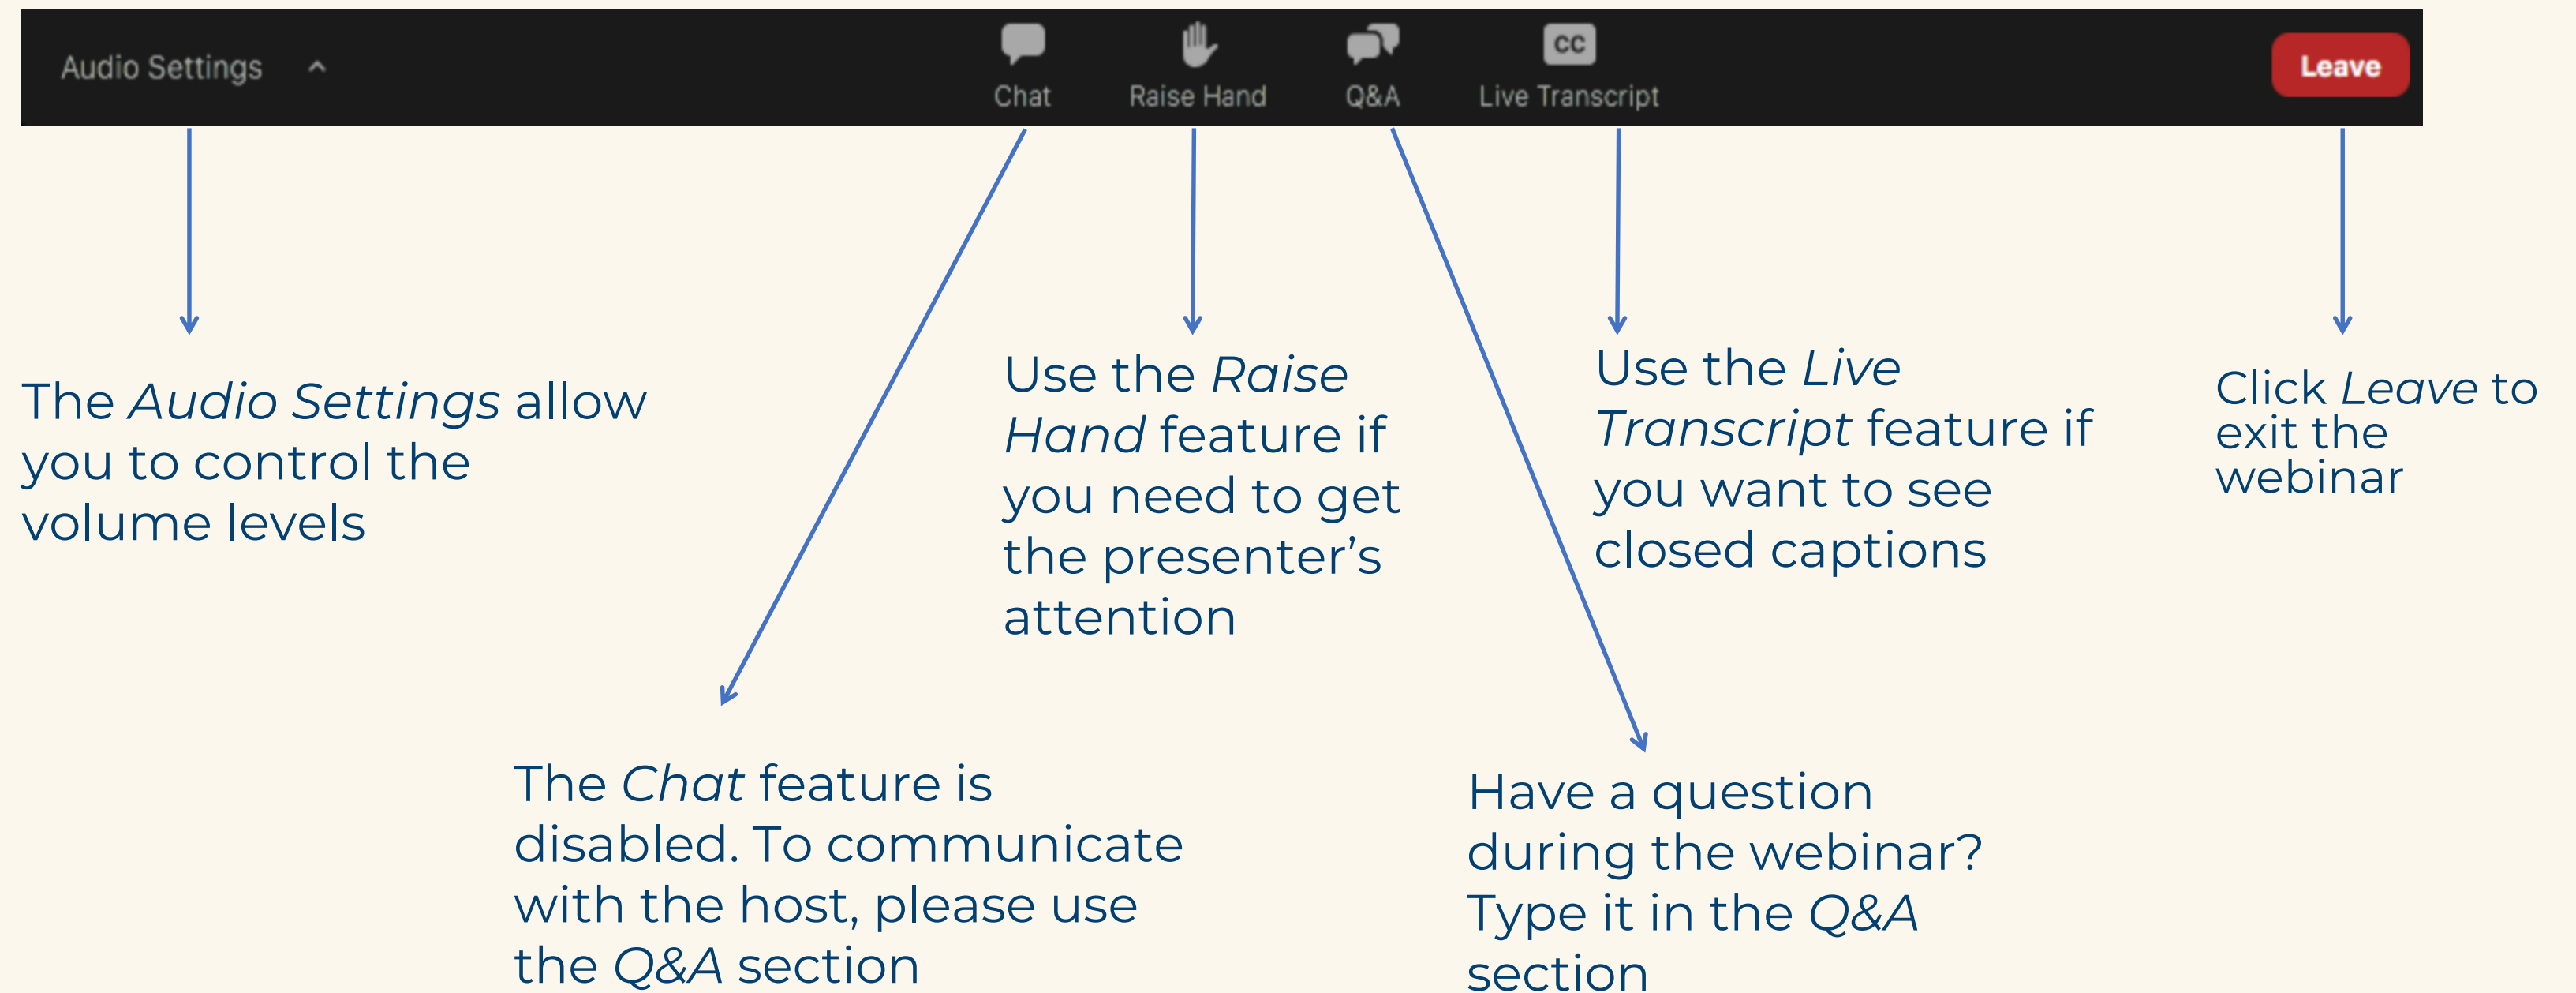 Audio Settings
Chat
Raise Hand
Q&A
CC
Live Transcript
Leave
The Audio Settings allow
you to control the
volume levels
The Chat feature is
disabled. To communicate
with the host, please use
the Q&A section
Use the Raise
Hand feature if
you need to get
the presenter’s
attention
Have a question
during the webinar?
Type it in the Q&A
section
Use the Live
Transcript feature if
you want to see
closed captions
Click Leave to
exit the
webinar